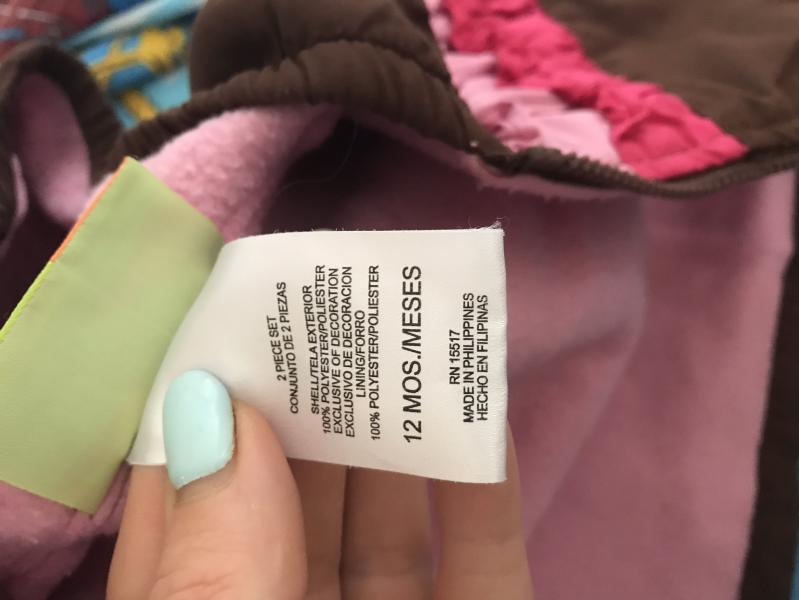 2 PIECE SET
CONJUNTO DE 2 PIEZAS
SHELL/TELA EXTERIOR
100% POLYESTER/POLIESTER
EXCLUSIVE OF DECORATION
EXCLUSIVO DE DECORACION
LINING/FORRO
100% POLYESTER/POLIESTER
12 MOS./MESES
RN 15517
MADE IN PHILIPPINES
HECHO EN FILIPINAS